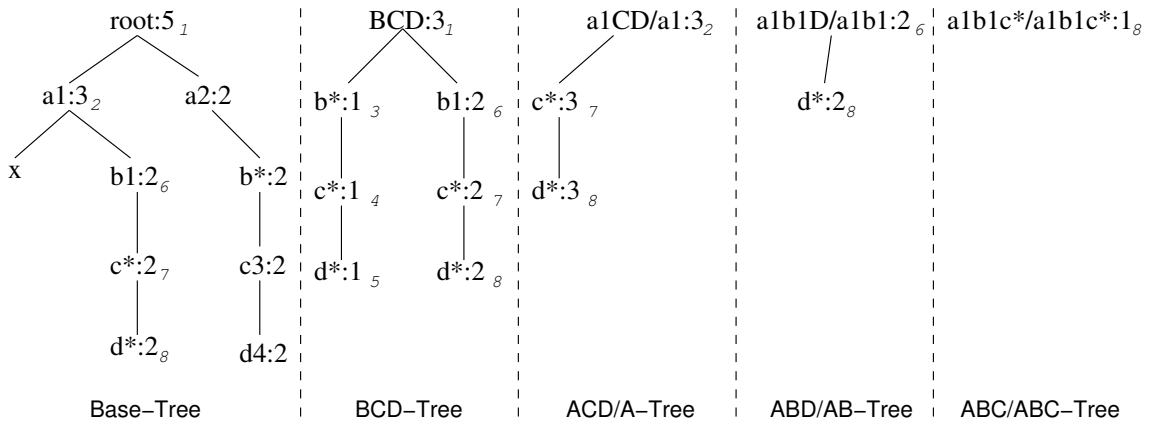 root:5 1
BCD:3 1
a1CD/a1:3 2
a1b1D/a1b1:2 6
a1b1c*/a1b1c*:1 8
a1:3 2
a2:2
b*:1 3
b1:2 6
c*:3 7
d*:2 8
x
b1:2 6
b*:2
c*:1 4
c*:2 7
d*:3 8
c*:2 7
c3:2
d*:1 5
d*:2 8
d*:2 8
d4:2
Base−Tree
BCD−Tree
ACD/A−Tree
ABD/AB−Tree
ABC/ABC−Tree